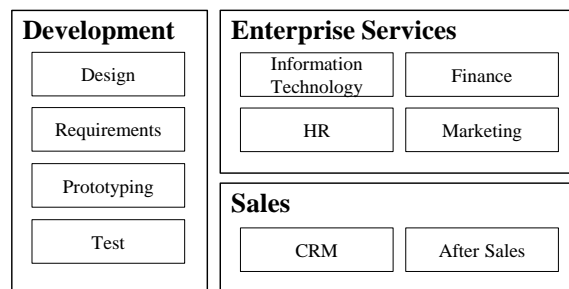 Development
Design
Requirements
Prototyping
Test
Enterprise Services
Information
Technology
Finance
HR
Marketing
Sales
CRM
After Sales